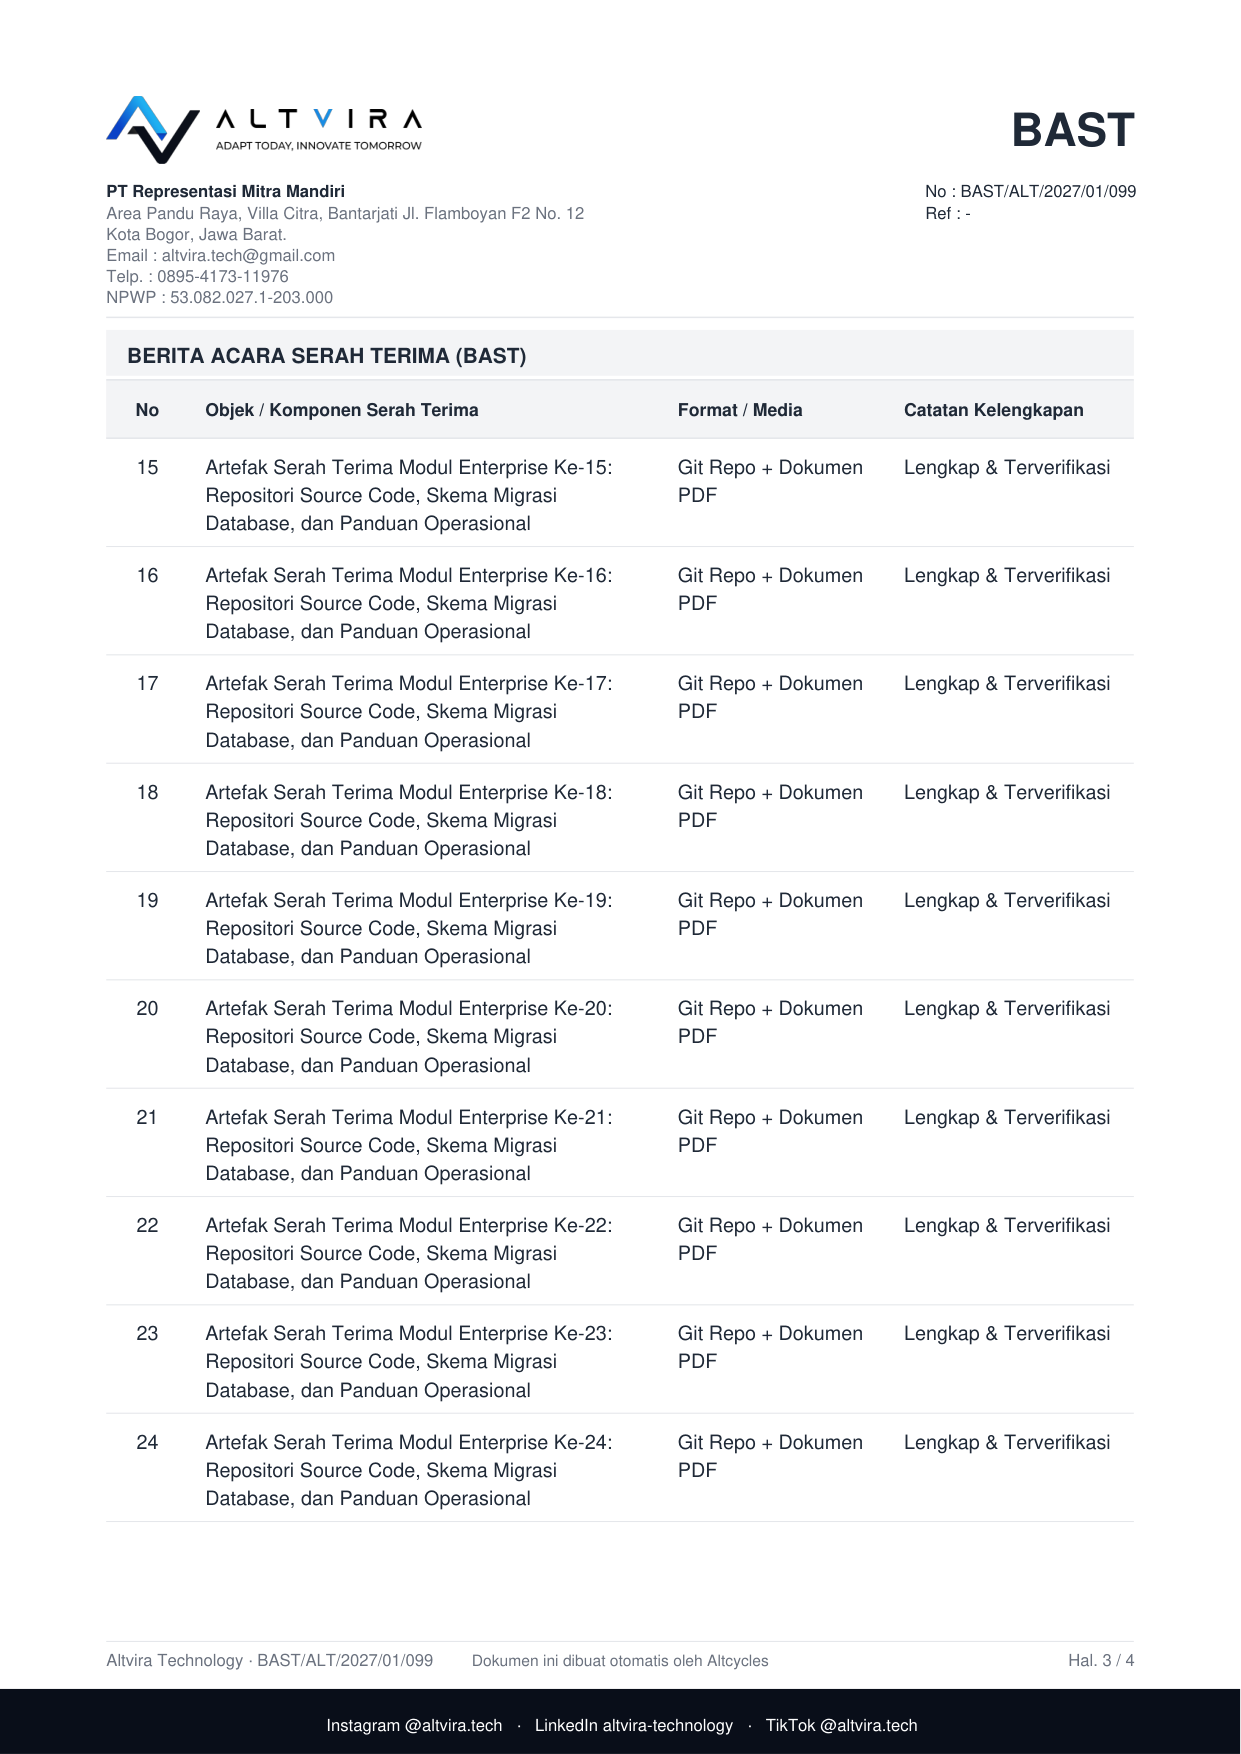 ALTVIRA
ADAPT TODAY, INNOVATE TOMORROW
BAST
PT Representasi Mitra Mandiri
Area Pandu Raya, Villa Citra, Bantarjati Jl. Flamboyan F2 No. 12
Kota Bogor, Jawa Barat.
Email : altvira.tech@gmail.com
Telp. : 0895-4173-11976
NPWP : 53.082.027.1-203.000
No : BAST/ALT/2027/01/099
Ref : -
BERITA ACARA SERAH TERIMA (BAST)
No Objek / Komponen Serah Terima Format / Media Catatan Kelengkapan
15 Artefak Serah Terima Modul Enterprise Ke-15: Git Repo + Dokumen Lengkap & Terverifikasi
Repositori Source Code, Skema Migrasi PDF
Database, dan Panduan Operasional
16 Artefak Serah Terima Modul Enterprise Ke-16: Git Repo + Dokumen Lengkap & Terverifikasi
Repositori Source Code, Skema Migrasi PDF
Database, dan Panduan Operasional
17 Artefak Serah Terima Modul Enterprise Ke-17: Git Repo + Dokumen Lengkap & Terverifikasi
Repositori Source Code, Skema Migrasi PDF
Database, dan Panduan Operasional
18 Artefak Serah Terima Modul Enterprise Ke-18: Git Repo + Dokumen Lengkap & Terverifikasi
Repositori Source Code, Skema Migrasi PDF
Database, dan Panduan Operasional
19 Artefak Serah Terima Modul Enterprise Ke-19: Git Repo + Dokumen Lengkap & Terverifikasi
Repositori Source Code, Skema Migrasi PDF
Database, dan Panduan Operasional
20 Artefak Serah Terima Modul Enterprise Ke-20: Git Repo + Dokumen Lengkap & Terverifikasi
Repositori Source Code, Skema Migrasi PDF
Database, dan Panduan Operasional
21 Artefak Serah Terima Modul Enterprise Ke-21: Git Repo + Dokumen Lengkap & Terverifikasi
Repositori Source Code, Skema Migrasi PDF
Database, dan Panduan Operasional
22 Artefak Serah Terima Modul Enterprise Ke-22: Git Repo + Dokumen Lengkap & Terverifikasi
Repositori Source Code, Skema Migrasi PDF
Database, dan Panduan Operasional
23 Artefak Serah Terima Modul Enterprise Ke-23: Git Repo + Dokumen Lengkap & Terverifikasi
Repositori Source Code, Skema Migrasi PDF
Database, dan Panduan Operasional
24 Artefak Serah Terima Modul Enterprise Ke-24: Git Repo + Dokumen Lengkap & Terverifikasi
Repositori Source Code, Skema Migrasi PDF
Database, dan Panduan Operasional
Altvira Technology · BAST/ALT/2027/01/099 Dokumen ini dibuat otomatis oleh Altcycles Hal. 3 / 4
Instagram @altvira.tech · LinkedIn altvira-technology · TikTok @altvira.tech